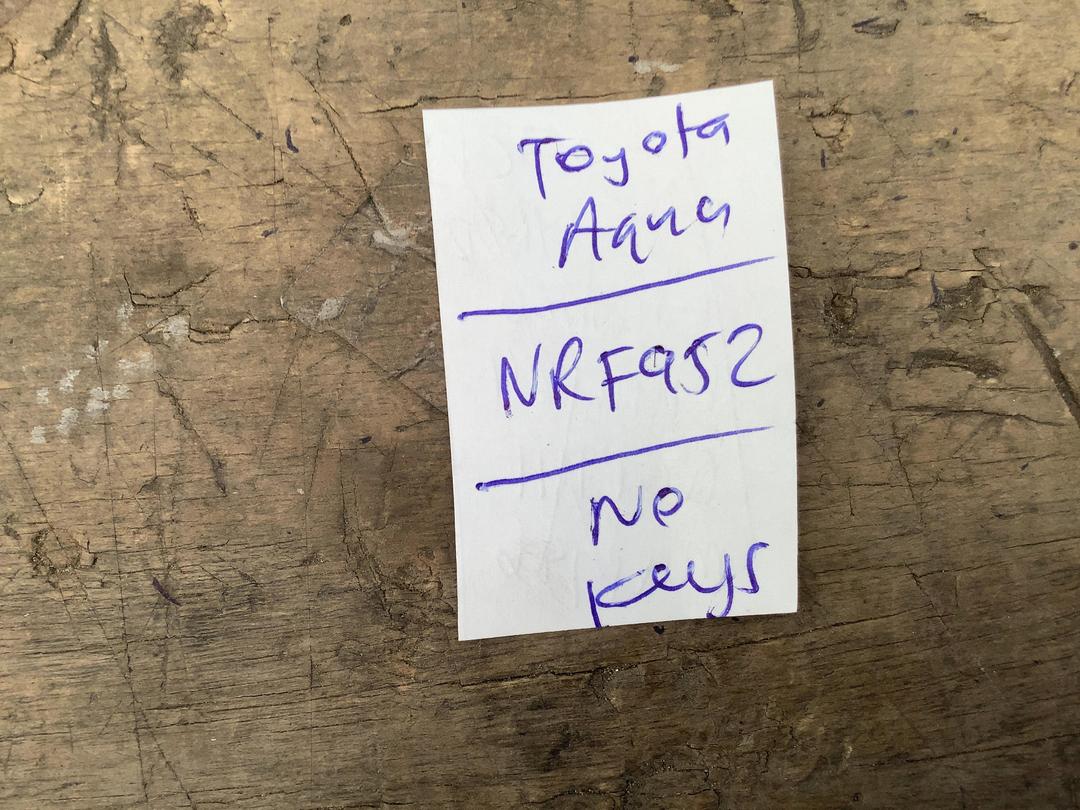 Toyota
Aqua
NRF952
No
keys